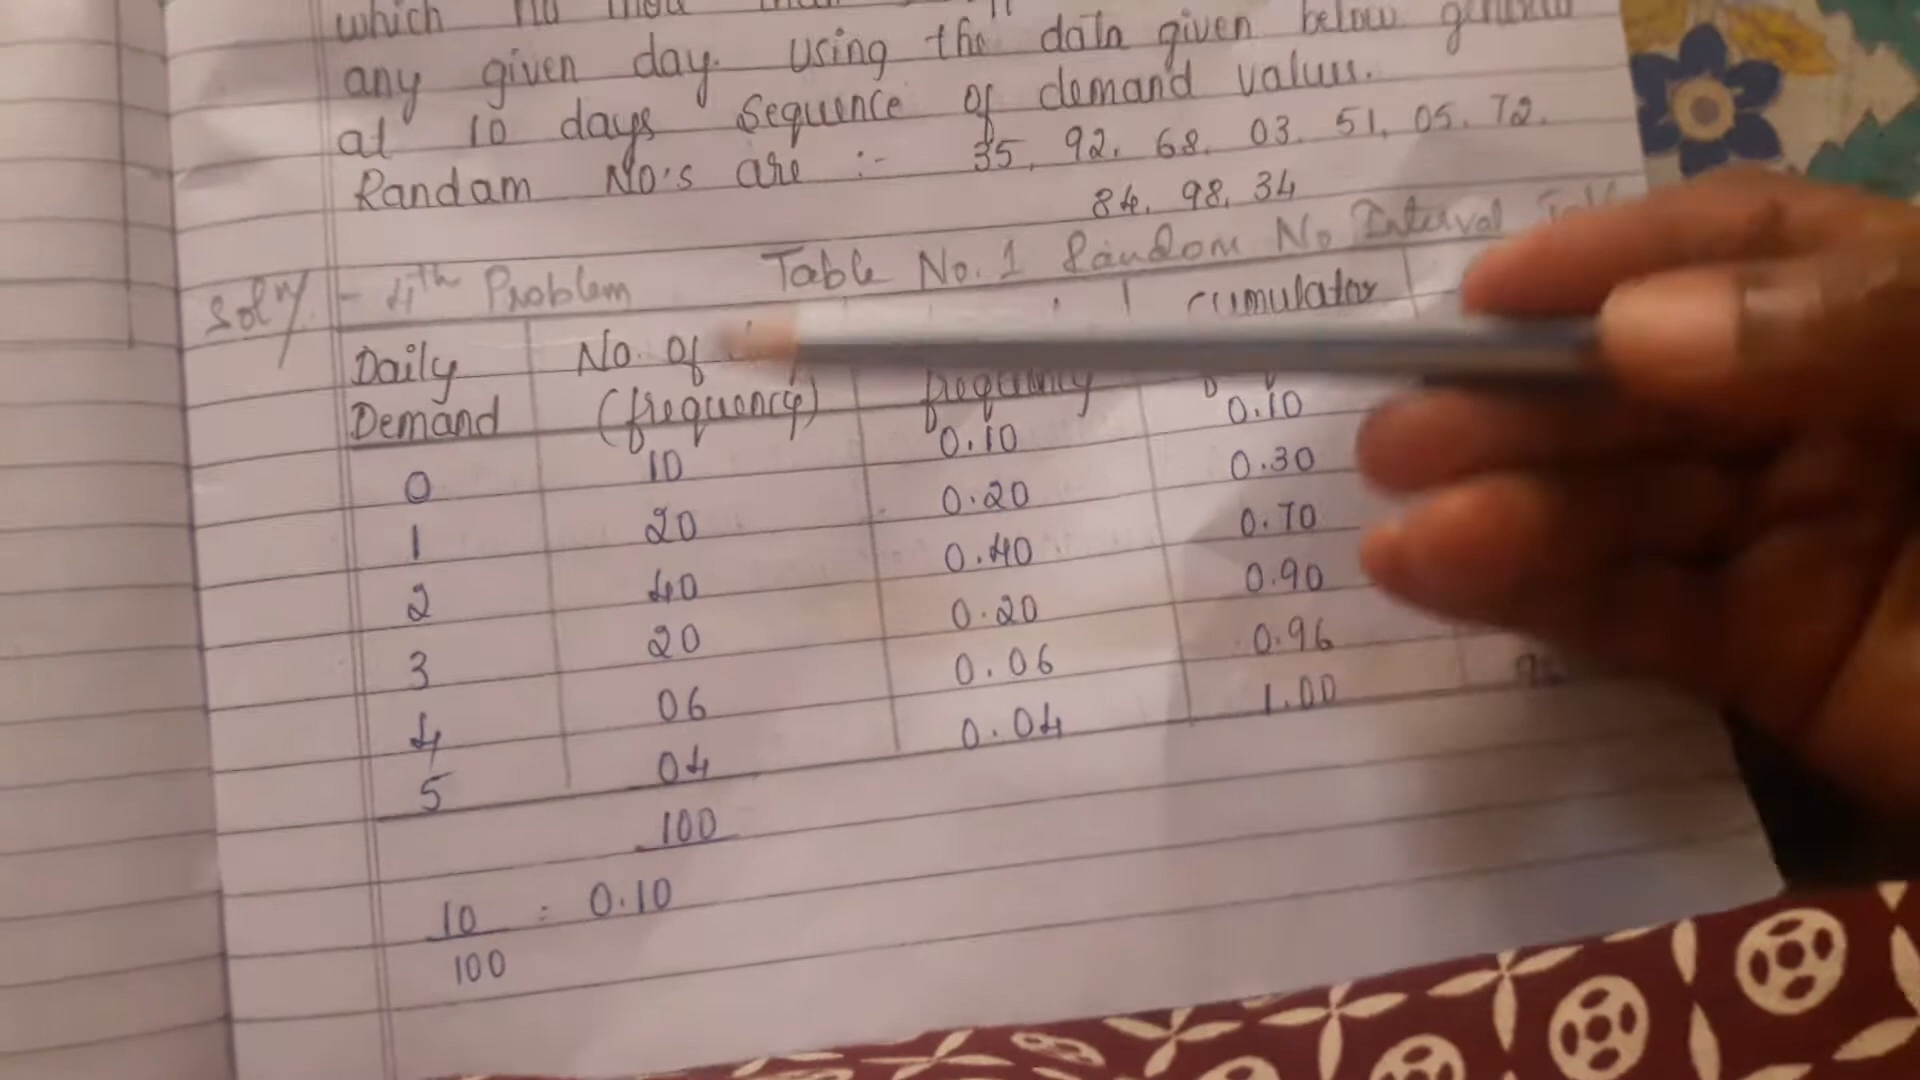 which no
any given day. Using the data given below
at 10 days sequence of demand values.
Random No's are :- 35, 92, 68, 03, 51, 05, 72,
84, 98, 34
Soln/. - 4th Problem Table No. 1 Random No Interval
Daily Demand No. of (frequency) frequency cumulator
0 10 0.10 0.10
1 20 0.20 0.30
2 40 0.40 0.70
3 20 0.20 0.90
4 06 0.06 0.96
5 04 0.04 1.00
100
10 = 0.10
100